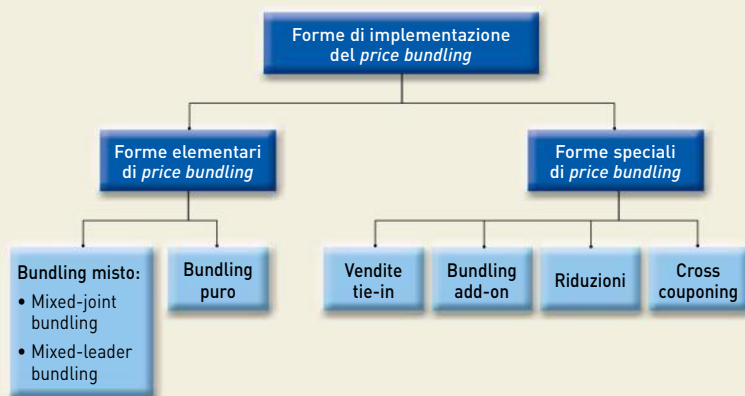 Forme di implementazione
del price bundling
Forme elementari
di price bundling
Forme speciali
di price bundling
Bundling misto:
• Mixed-joint
bundling
• Mixed-leader
bundling
Bundling
puro
Vendite
tie-in
Bundling
add-on
Riduzioni
Cross
couponing